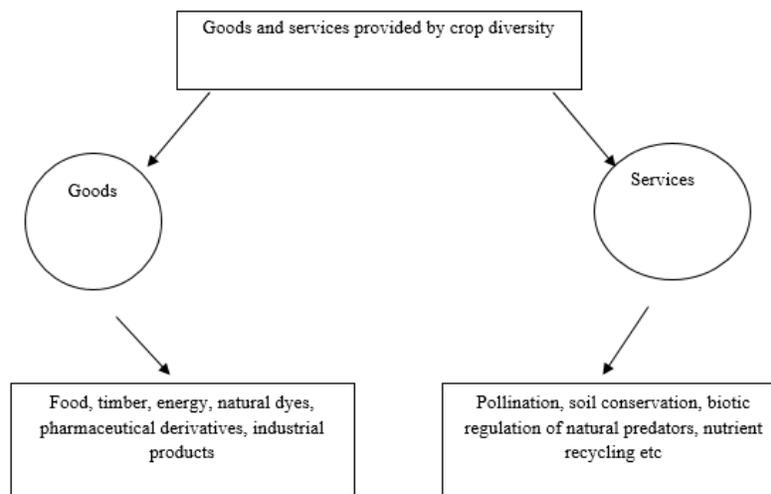 Goods and services provided by crop diversity
Goods
Services
Food, timber, energy, natural dyes,
pharmaceutical derivatives, industrial
products
Pollination, soil conservation, biotic
regulation of natural predators, nutrient
recycling etc